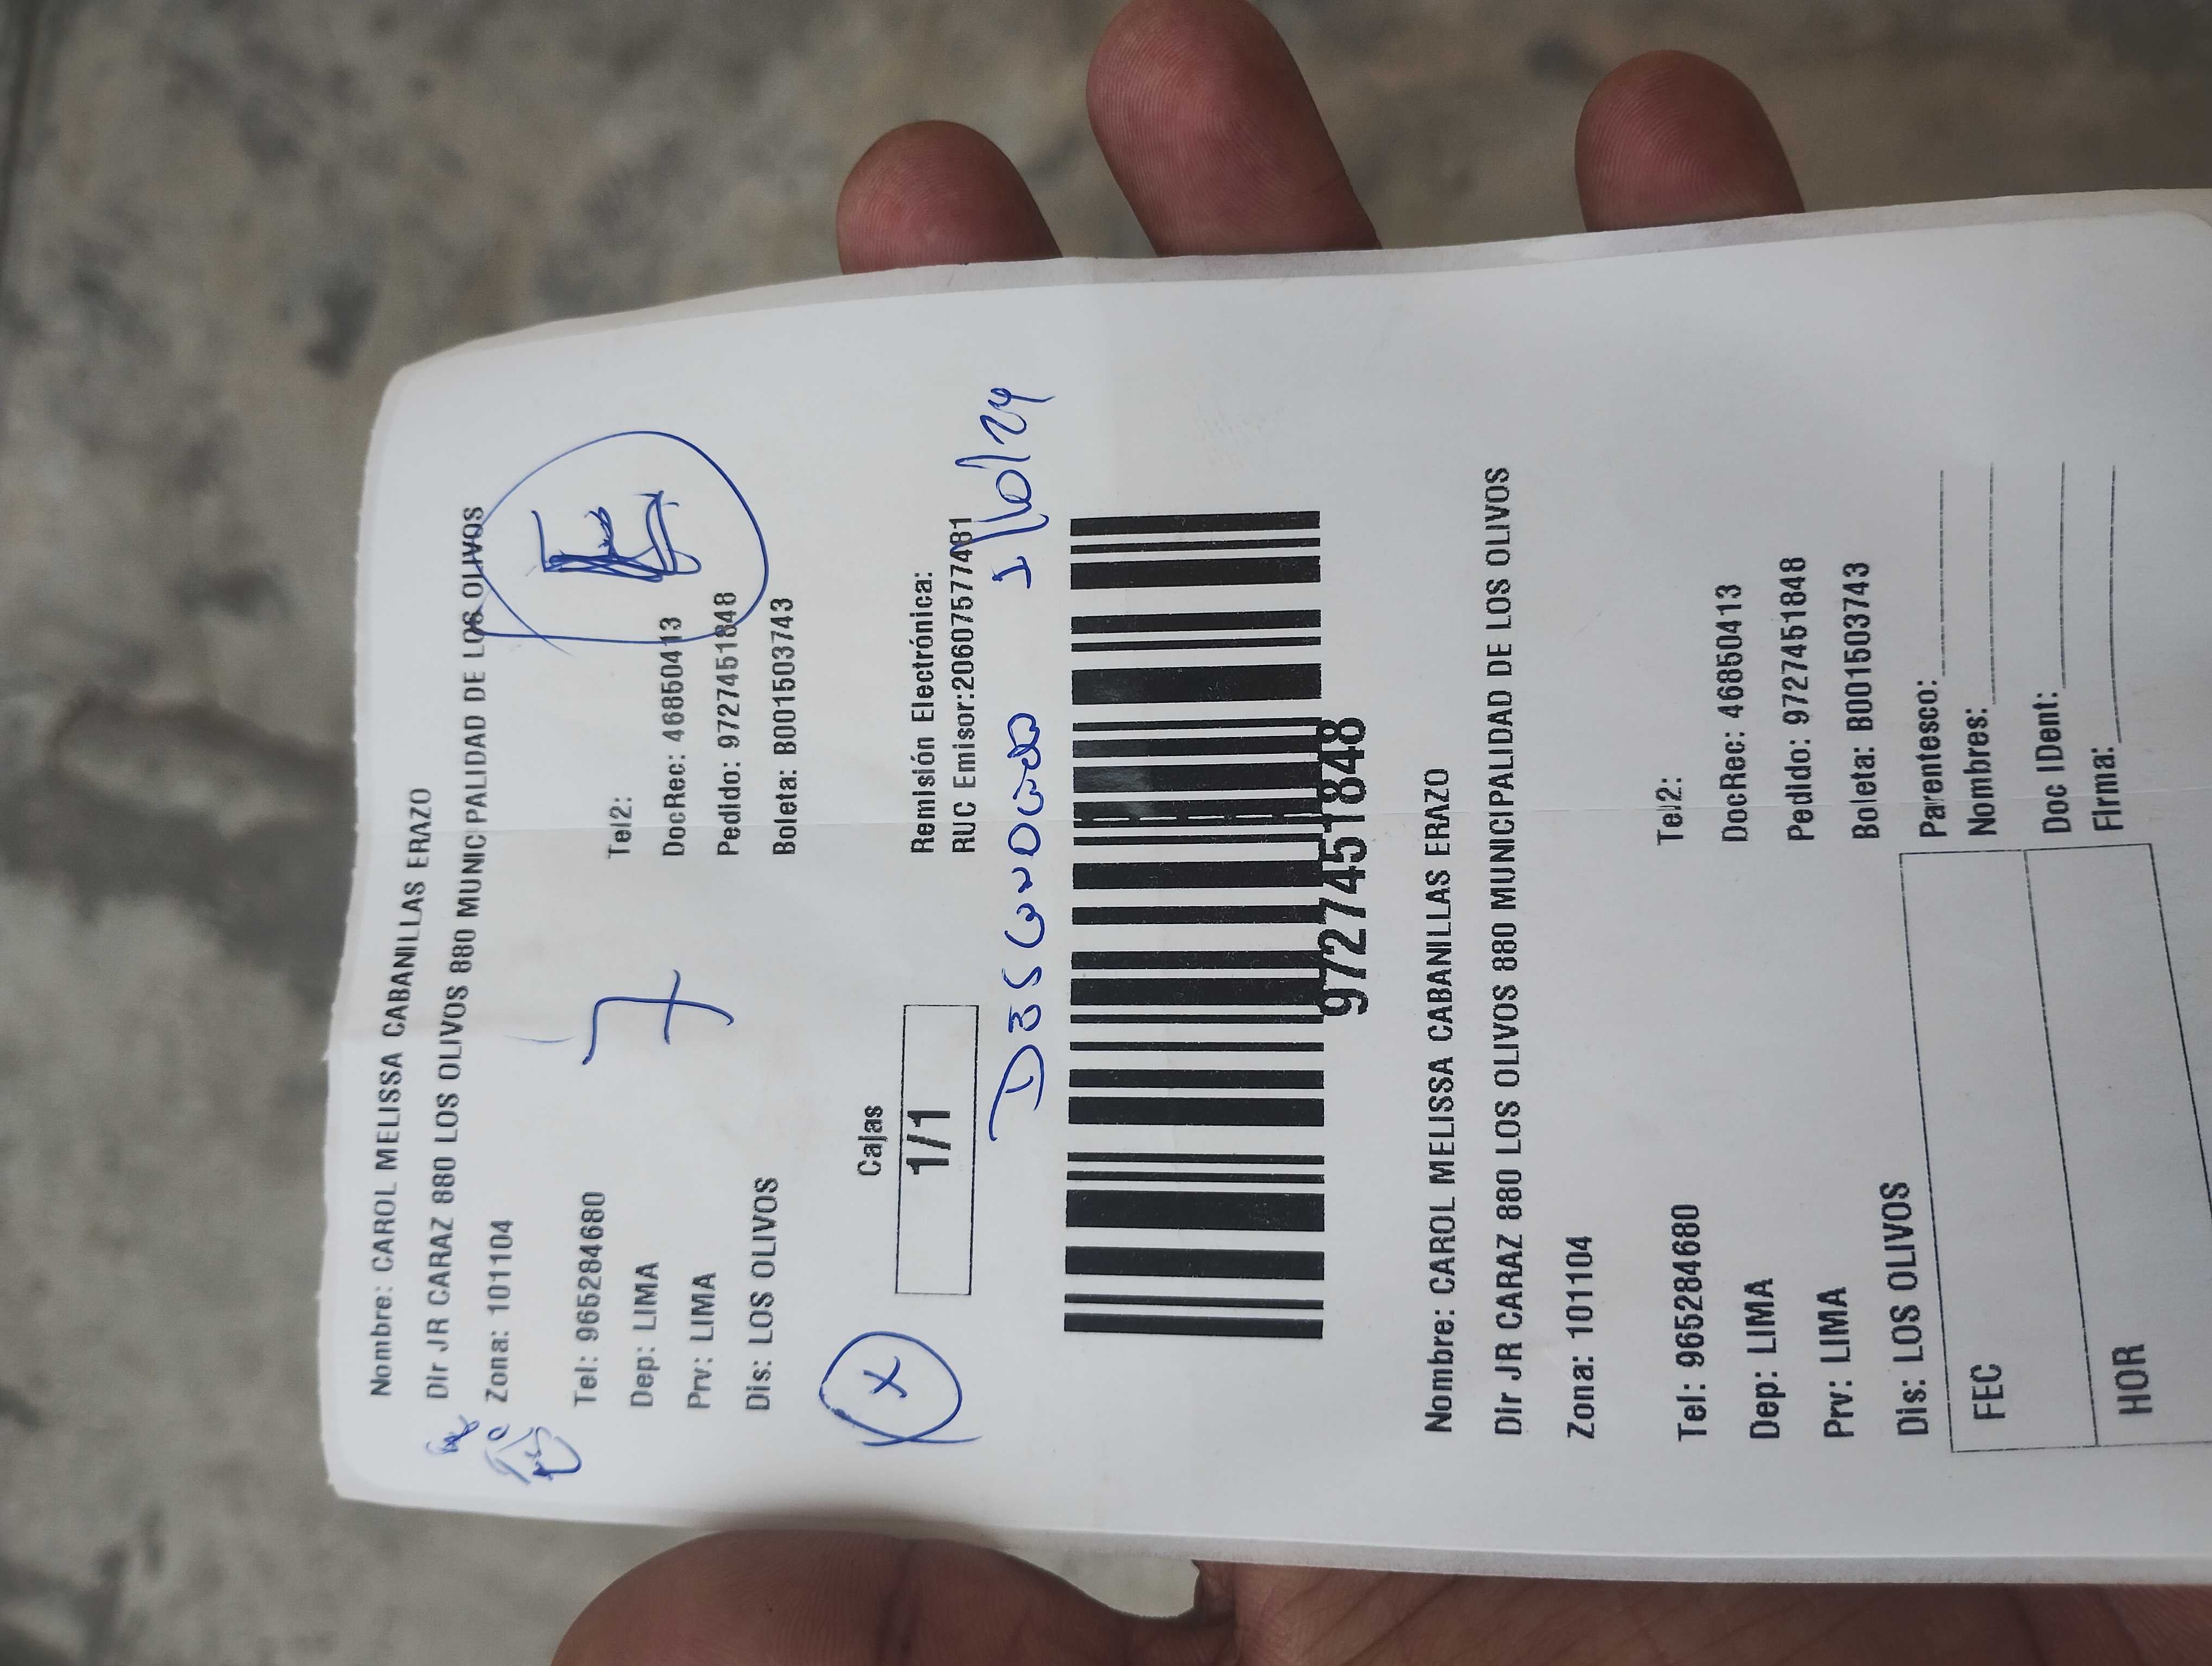 Nombre: CAROL MELISSA CABANILLAS ERAZO
Dir JR CARAZ 880 LOS OLIVOS 880 MUNICIPALIDAD DE LOS OLIVOS
Zona: 101104
Tel: 965284680
Tel2:
Dep: LIMA
DocRec: 46850413
Prv: LIMA
Pedido: 9727451848
Dis: LOS OLIVOS
Boleta: B001503743
7
E
X
Cajas
1/1
Remisión Electrónica:
RUC Emisor:20607577481
9727451848
Nombre: CAROL MELISSA CABANILLAS ERAZO
Dir JR CARAZ 880 LOS OLIVOS 880 MUNICIPALIDAD DE LOS OLIVOS
Zona: 101104
Tel: 965284680
Tel2:
Dep: LIMA
DocRec: 46850413
Prv: LIMA
Pedido: 9727451848
Dis: LOS OLIVOS
Boleta: B001503743
FEC
Parentesco:
Nombres:
HOR
Doc IDent:
Firma: